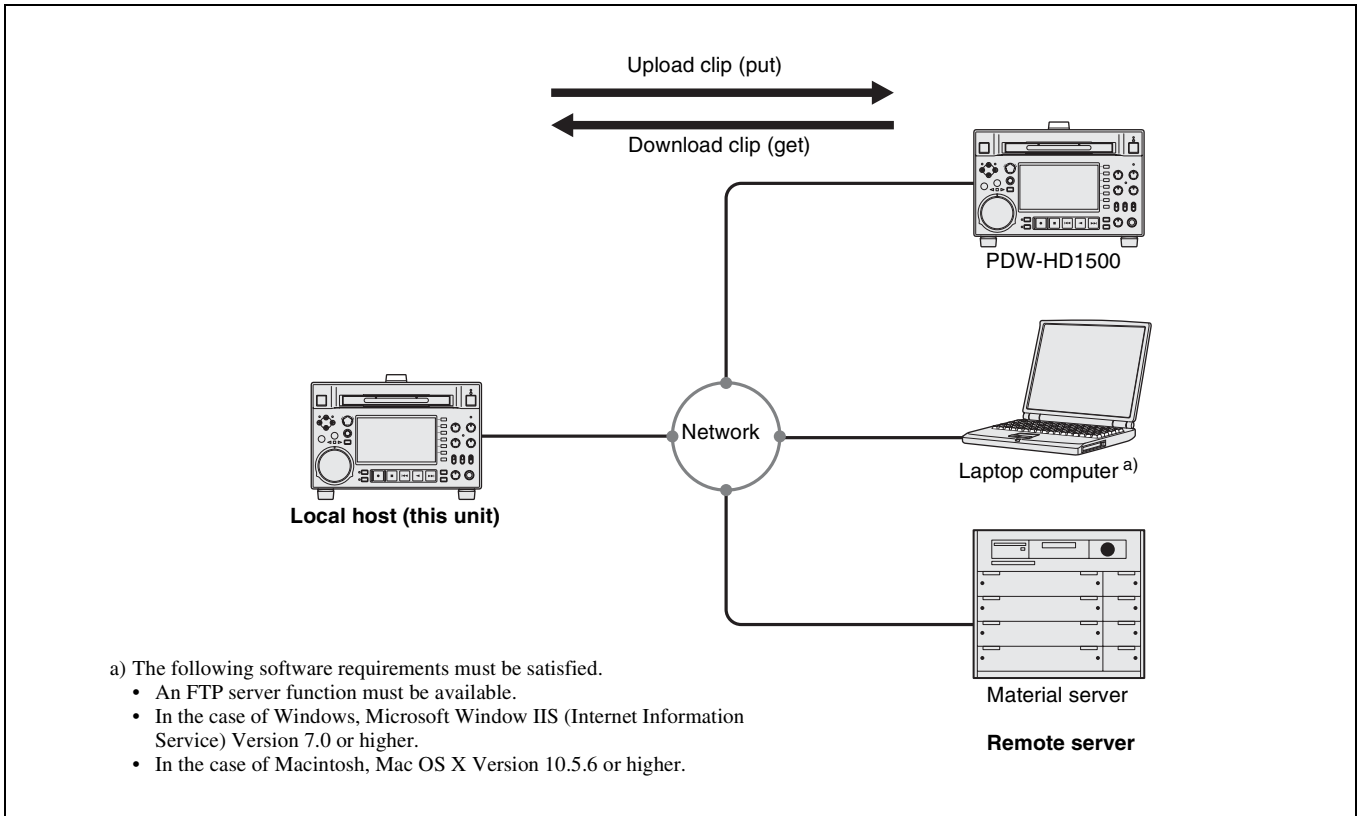 Upload clip (put)
Download clip (get)
PDW-HD1500
Network
Laptop computer a)
Local host (this unit)
Material server
Remote server
a) The following software requirements must be satisfied.
• An FTP server function must be available.
• In the case of Windows, Microsoft Window IIS (Internet Information
Service) Version 7.0 or higher.
• In the case of Macintosh, Mac OS X Version 10.5.6 or higher.